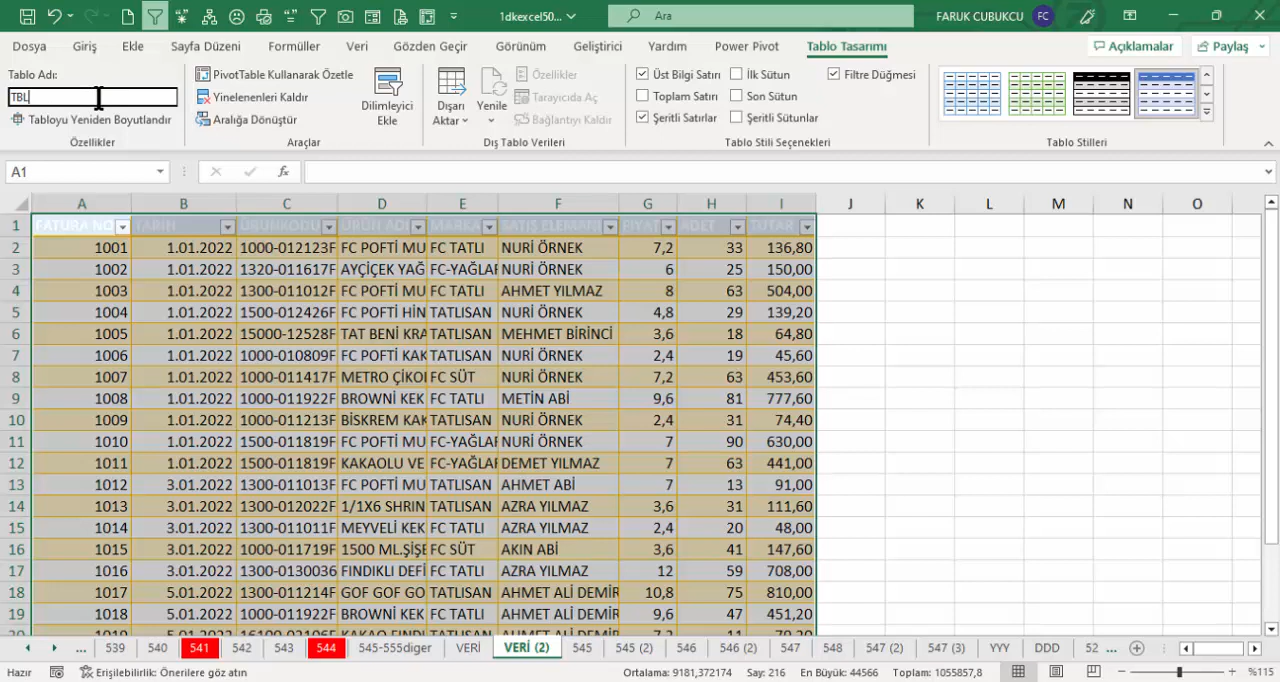 1dkexcel50...
Ara
FARUK CUBUKCU
FC
Dosya Giriş Ekle Sayfa Düzeni Formüller Veri Gözden Geçir Görünüm Geliştirici Yardım Power Pivot Tablo Tasarımı Açıklamalar Paylaş
Tablo Adı:
TBL
Tabloyu Yeniden Boyutlandır
Özellikler
PivotTable Kullanarak Özetle
Yinelenenleri Kaldır
Aralığa Dönüştür
Dilimleyici
Ekle
Araçlar
Dışarı
Aktar
Yenile
Özellikler
Tarayıcıda Aç
Bağlantıyı Kaldır
Dış Tablo Verileri
Üst Bilgi Satırı İlk Sütun Filtre Düğmesi
Toplam Satırı Son Sütun
Şeritli Satırlar Şeritli Sütunlar
Tablo Stili Seçenekleri
Tablo Stilleri
A1
fx
A B C D E F G H I J K L M N O
1 FATURA NO TARİH ÜRÜNKODU ÜRÜN ADI MARKA SATIŞ ELEMANI FİYAT ADET TUTAR
2 1001 1.01.2022 1000-012123F FC POFTİ MU FC TATLI NURİ ÖRNEK 7,2 33 136,80
3 1002 1.01.2022 1320-011617F AYÇİÇEK YAĞ FC-YAĞLAR NURİ ÖRNEK 6 25 150,00
4 1003 1.01.2022 1300-011012F FC POFTİ MU FC TATLI AHMET YILMAZ 8 63 504,00
5 1004 1.01.2022 1500-012426F FC POFTİ HİN TATLISAN NURİ ÖRNEK 4,8 29 139,20
6 1005 1.01.2022 15000-12528F TAT BENİ KRA TATLISAN MEHMET BİRİNCİ 3,6 18 64,80
7 1006 1.01.2022 1000-010809F FC POFTİ KAK TATLISAN NURİ ÖRNEK 2,4 19 45,60
8 1007 1.01.2022 1000-011417F METRO ÇİKOL FC SÜT NURİ ÖRNEK 7,2 63 453,60
9 1008 1.01.2022 1000-011922F BROWNİ KEK FC TATLI METİN ABİ 9,6 81 777,60
10 1009 1.01.2022 1000-011213F BİSKREM KAK TATLISAN NURİ ÖRNEK 2,4 31 74,40
11 1010 1.01.2022 1500-011819F FC POFTİ MU FC-YAĞLAR NURİ ÖRNEK 7 90 630,00
12 1011 1.01.2022 1500-011819F KAKAOLU VE FC-YAĞLAR DEMET YILMAZ 7 63 441,00
13 1012 3.01.2022 1300-011013F FC POFTİ MU TATLISAN AHMET ABİ 7 13 91,00
14 1013 3.01.2022 1300-012022F 1/1X6 SHRIN TATLISAN AZRA YILMAZ 3,6 31 111,60
15 1014 3.01.2022 1300-011011F MEYVELİ KEK FC TATLI AZRA YILMAZ 2,4 20 48,00
16 1015 3.01.2022 1000-011719F 1500 ML.ŞİŞE FC SÜT AKIN ABİ 3,6 41 147,60
17 1016 3.01.2022 1300-0130036 FINDIKLI DEFİ FC TATLI AZRA YILMAZ 12 59 708,00
18 1017 5.01.2022 1300-011214F GOF GOF GO TATLISAN AHMET ALİ DEMİR 10,8 75 810,00
19 1018 5.01.2022 1000-011922F BROWNİ KEK FC TATLI AHMET ALİ DEMİR 9,6 47 451,20
... 539 540 541 542 543 544 545-555diger VERİ VERİ (2) 545 545 (2) 546 546 (2) 547 548 547 (2) 547 (3) YYY DDD 52 ...
Hazır Erişilebilirlik: Önerilere göz atın Ortalama: 9181,372174 Say: 216 En Büyük: 44566 Toplam: 1055857,8 %115